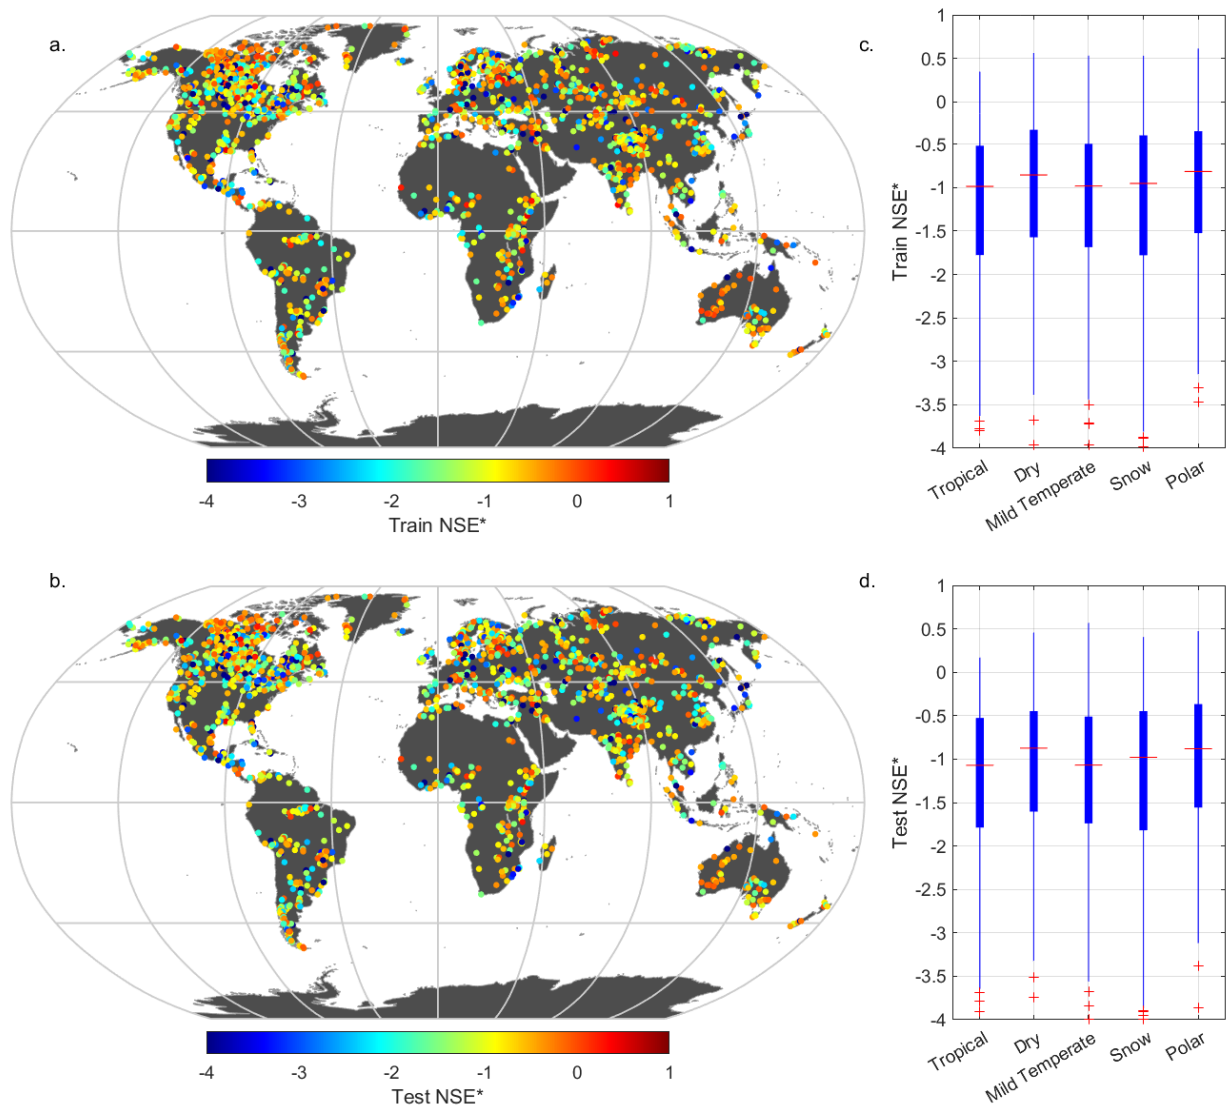 a.
-4 -3 -2 -1 0 1
Train NSE*
c.
1
0.5
0
-0.5
-1
-1.5
-2
-2.5
-3
-3.5
-4
Train NSE*
Tropical
Dry
Mild Temperate
Snow
Polar
b.
-4 -3 -2 -1 0 1
Test NSE*
d.
1
0.5
0
-0.5
-1
-1.5
-2
-2.5
-3
-3.5
-4
Test NSE*
Tropical
Dry
Mild Temperate
Snow
Polar